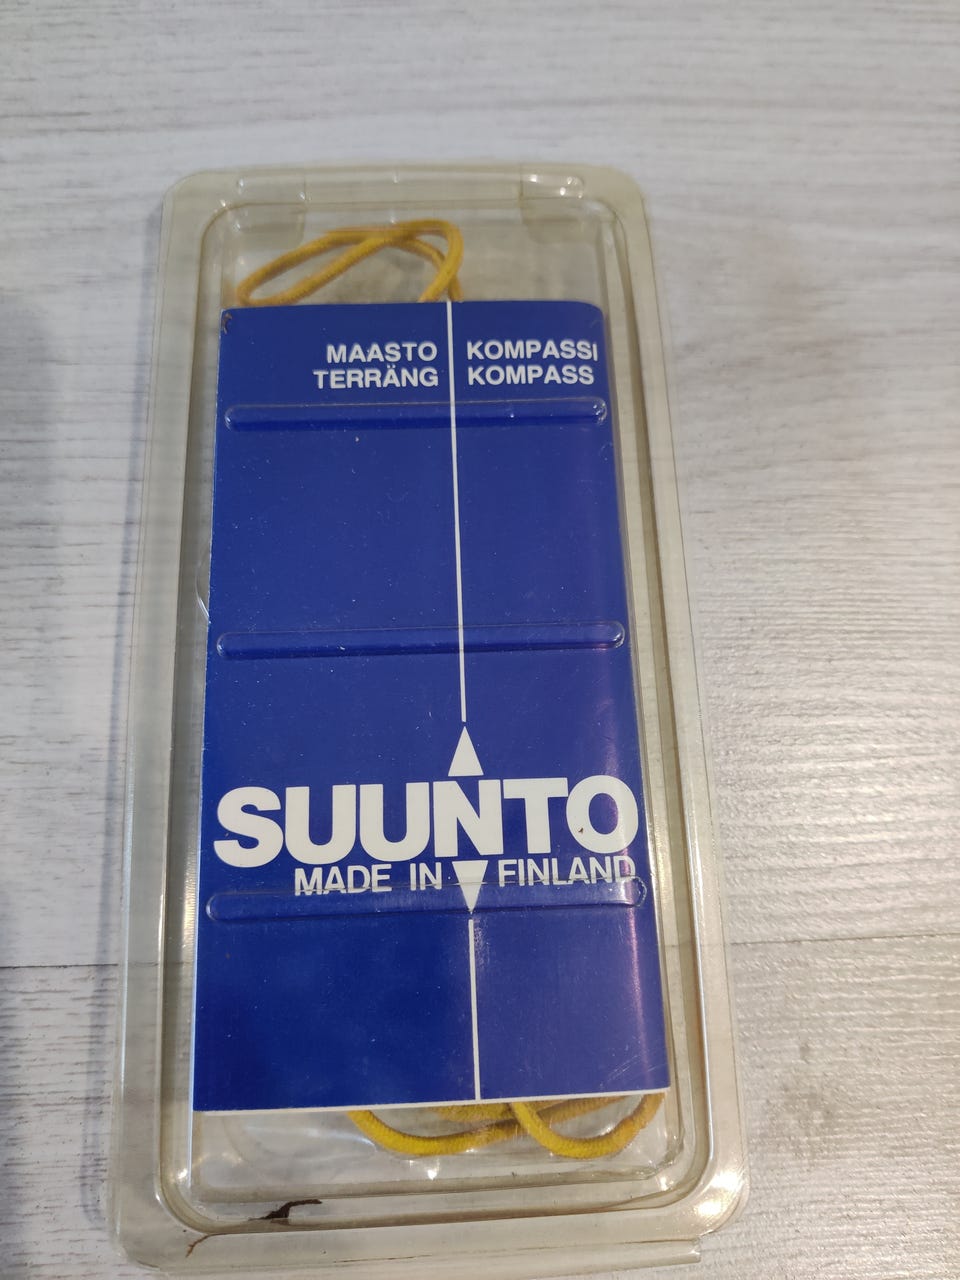 MAASTO KOMPASSI
TERRÄNG KOMPASS
SUUNTO
MADE IN FINLAND